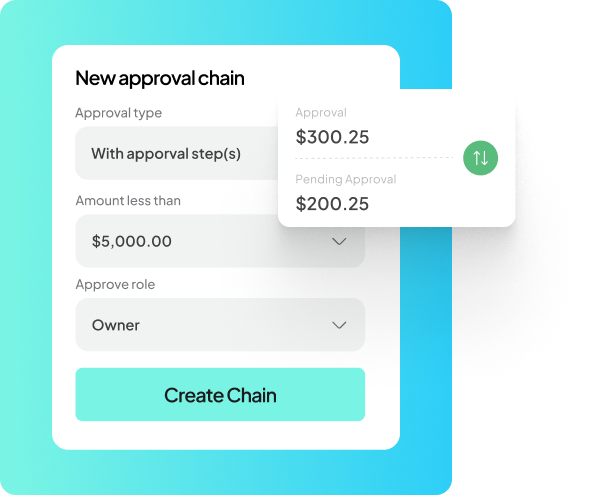 New approval chain
Approval type
With apporval step(s)
Approval
$300.25
Pending Approval
$200.25
Amount less than
$5,000.00
Approve role
Owner
Create Chain